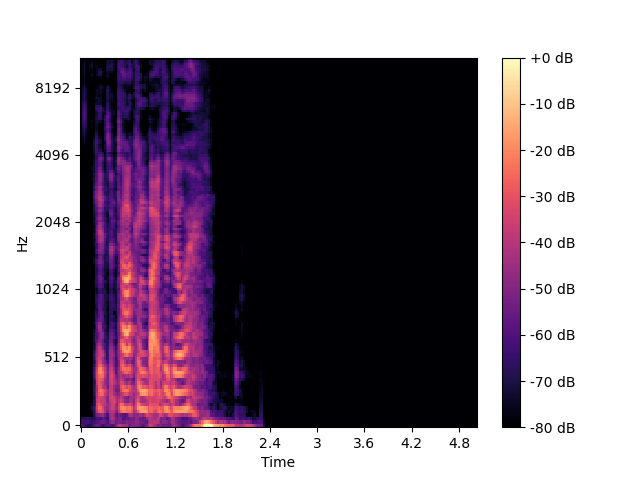 +0 dB
8192
-10 dB
4096
-20 dB
-30 dB
2048
Hz
-40 dB
1024
-50 dB
512
-60 dB
-70 dB
0
-80 dB
0 0.6 1.2 1.8 2.4 3 3.6 4.2 4.8
Time